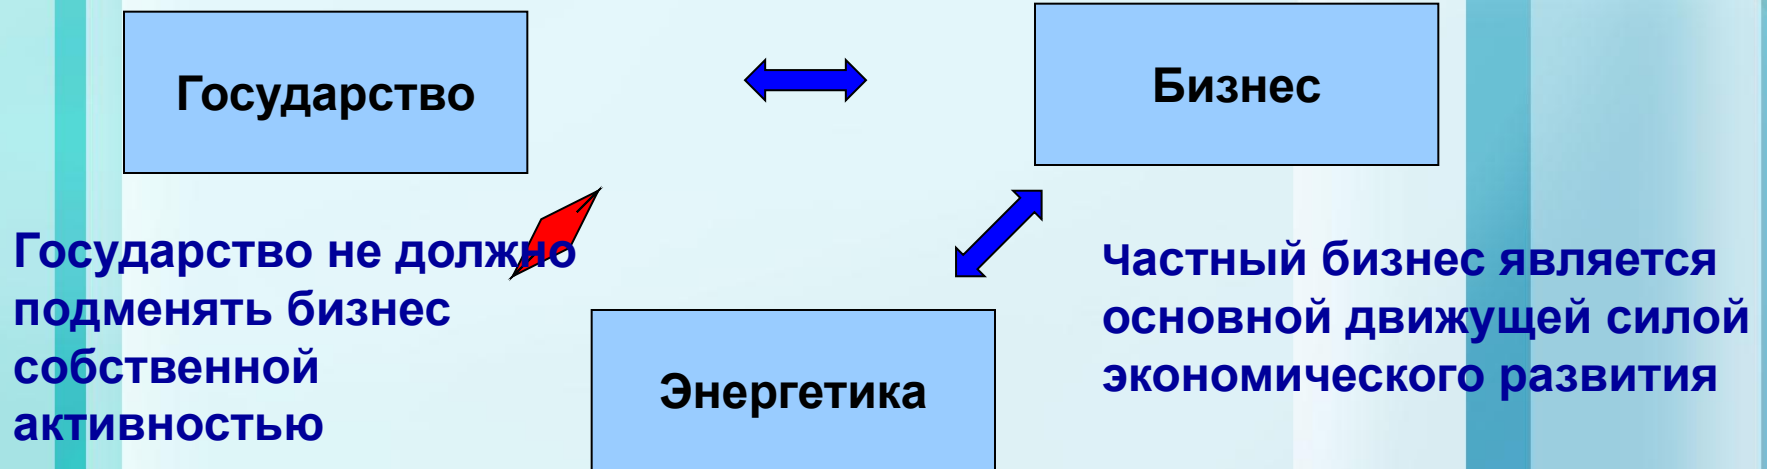 Государство
Бизнес
Государство не должно
подменять бизнес
собственной
активностью
Частный бизнес является
основной движущей силой
экономического развития
Энергетика